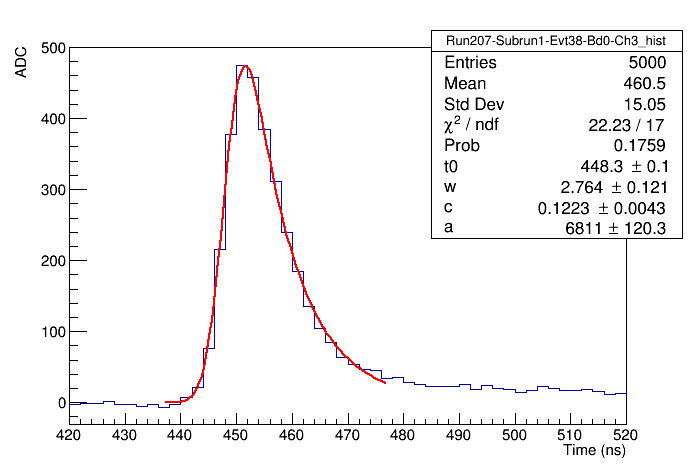 Run207-Subrun1-Evt38-Bd0-Ch3_hist
Entries 5000
Mean 460.5
Std Dev 15.05
χ² / ndf 22.23 / 17
Prob 0.1759
t0 448.3 ± 0.1
w 2.764 ± 0.121
c 0.1223 ± 0.0043
a 6811 ± 120.3
ADC
500
400
300
200
100
0
420 430 440 450 460 470 480 490 500 510 520
Time (ns)